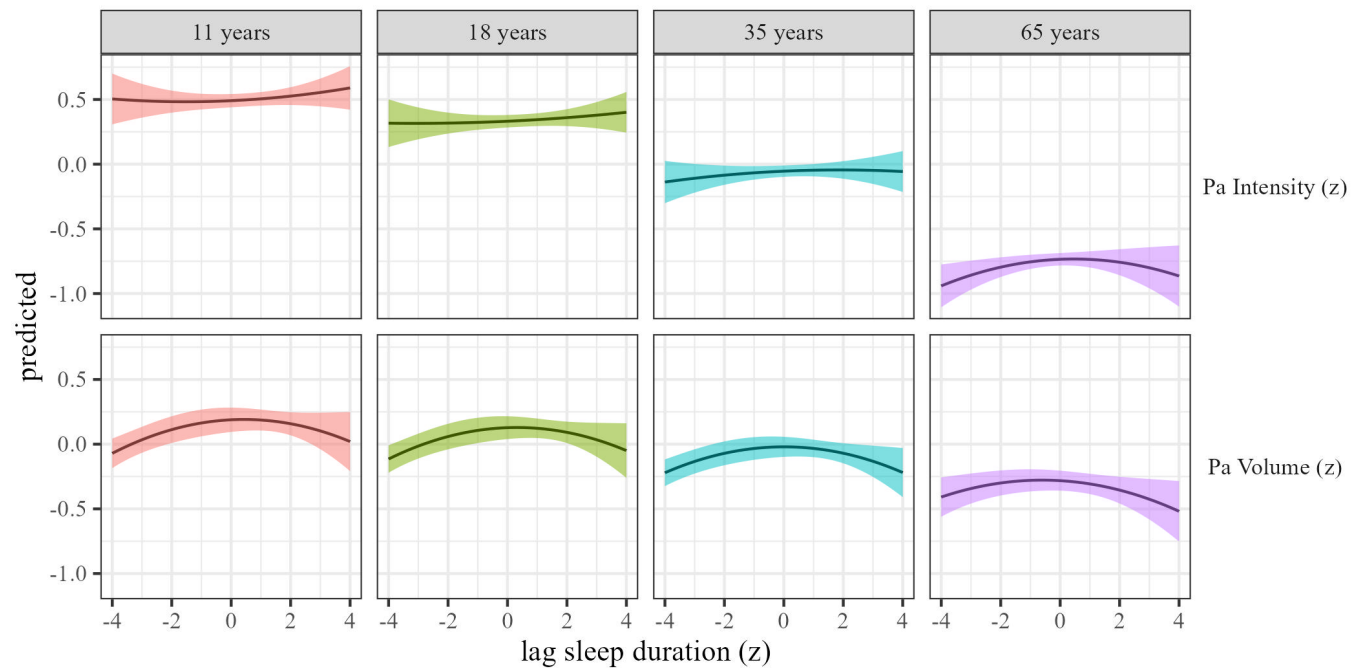 11 years
18 years
35 years
65 years
0.5
0.0
-0.5
-1.0
Pa Intensity (z)
predicted
0.5
0.0
-0.5
-1.0
Pa Volume (z)
-4 -2 0 2 4
-4 -2 0 2 4
-4 -2 0 2 4
-4 -2 0 2 4
lag sleep duration (z)